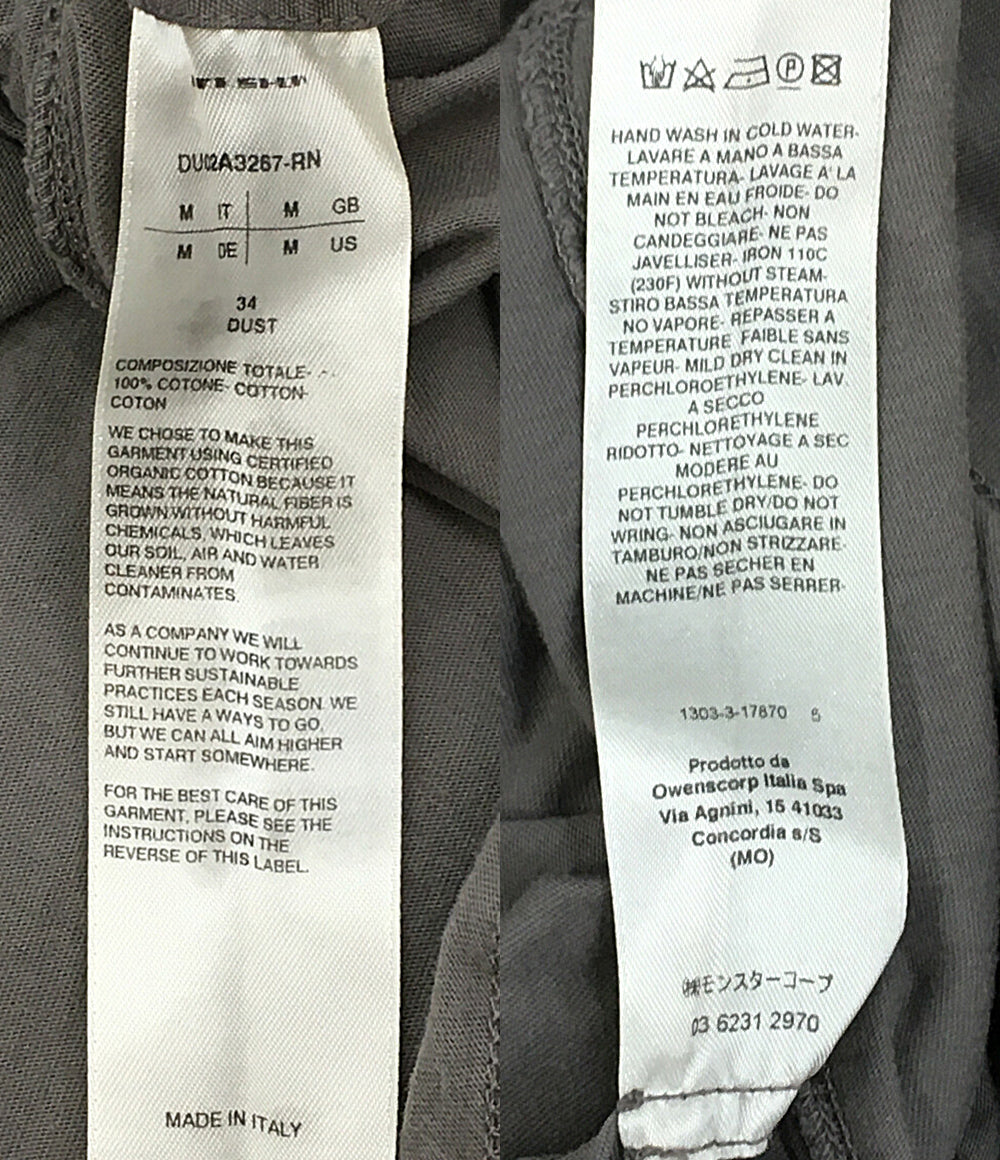 DU02A3267-RN
M IT M GB
M DE M US
34
DUST
COMPOSIZIONE TOTALE-
100% COTONE- COTTON-
COTON
WE CHOSE TO MAKE THIS
GARMENT USING CERTIFIED
ORGANIC COTTON BECAUSE IT
MEANS THE NATURAL FIBER IS
GROWN WITHOUT HARMFUL
CHEMICALS, WHICH LEAVES
OUR SOIL, AIR AND WATER
CLEANER FROM
CONTAMINATES.
AS A COMPANY WE WILL
CONTINUE TO WORK TOWARDS
FURTHER SUSTAINABLE
PRACTICES EACH SEASON. WE
STILL HAVE A WAYS TO GO,
BUT WE CAN ALL AIM HIGHER
AND START SOMEWHERE.
FOR THE BEST CARE OF THIS
GARMENT, PLEASE SEE THE
INSTRUCTIONS ON THE
REVERSE OF THIS LABEL.
MADE IN ITALY
P
HAND WASH IN COLD WATER-
LAVARE A MANO A BASSA
TEMPERATURA- LAVAGE A' LA
MAIN EN EAU FROIDE- DO
NOT BLEACH- NON
CANDEGGIARE- NE PAS
JAVELLISER- IRON 110C
(230F) WITHOUT STEAM-
STIRO BASSA TEMPERATURA
NO VAPORE- REPASSER A
TEMPERATURE FAIBLE SANS
VAPEUR- MILD DRY CLEAN IN
PERCHLOROETHYLENE- LAV.
A SECCO
PERCHLORETHYLENE
RIDOTTO- NETTOYAGE A SEC
MODERE AU
PERCHLORETHYLENE- DO
NOT TUMBLE DRY/DO NOT
WRING- NON ASCIUGARE IN
TAMBURO/NON STRIZZARE-
NE PAS SECHER EN
MACHINE/NE PAS SERRER-
1303-3-17870
Prodotto da
Owenscorp Italia Spa
Via Agnini, 15 41033
Concordia s/S
(MO)
㈱モンスターコープ
03 6231 2970